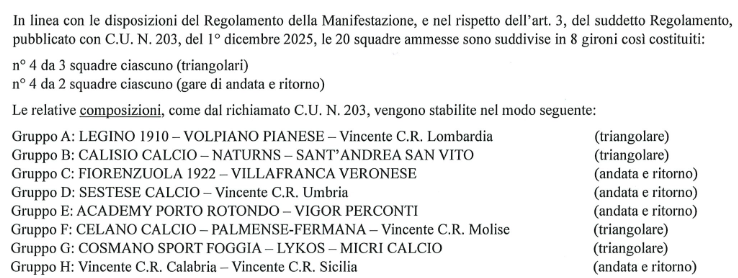 In linea con le disposizioni del Regolamento della Manifestazione, e nel rispetto dell'art. 3, del suddetto Regolamento,
pubblicato con C.U. N. 203, del 1° dicembre 2025, le 20 squadre ammesse sono suddivise in 8 gironi così costituiti:
n° 4 da 3 squadre ciascuno (triangolari)
n° 4 da 2 squadre ciascuno (gare di andata e ritorno)
Le relative composizioni, come dal richiamato C.U. N. 203, vengono stabilite nel modo seguente:
Gruppo A: LEGINO 1910 – VOLPIANO PIANESE – Vincente C.R. Lombardia (triangolare)
Gruppo B: CALISIO CALCIO – NATURNS – SANT'ANDREA SAN VITO (triangolare)
Gruppo C: FIORENZUOLA 1922 – VILLAFRANCA VERONESE (andata e ritorno)
Gruppo D: SESTESE CALCIO – Vincente C.R. Umbria (andata e ritorno)
Gruppo E: ACADEMY PORTO ROTONDO – VIGOR PERCONTI (andata e ritorno)
Gruppo F: CELANO CALCIO – PALMENSE-FERMANA – Vincente C.R. Molise (triangolare)
Gruppo G: COSMANO SPORT FOGGIA – LYKOS – MICRI CALCIO (triangolare)
Gruppo H: Vincente C.R. Calabria – Vincente C.R. Sicilia (andata e ritorno)